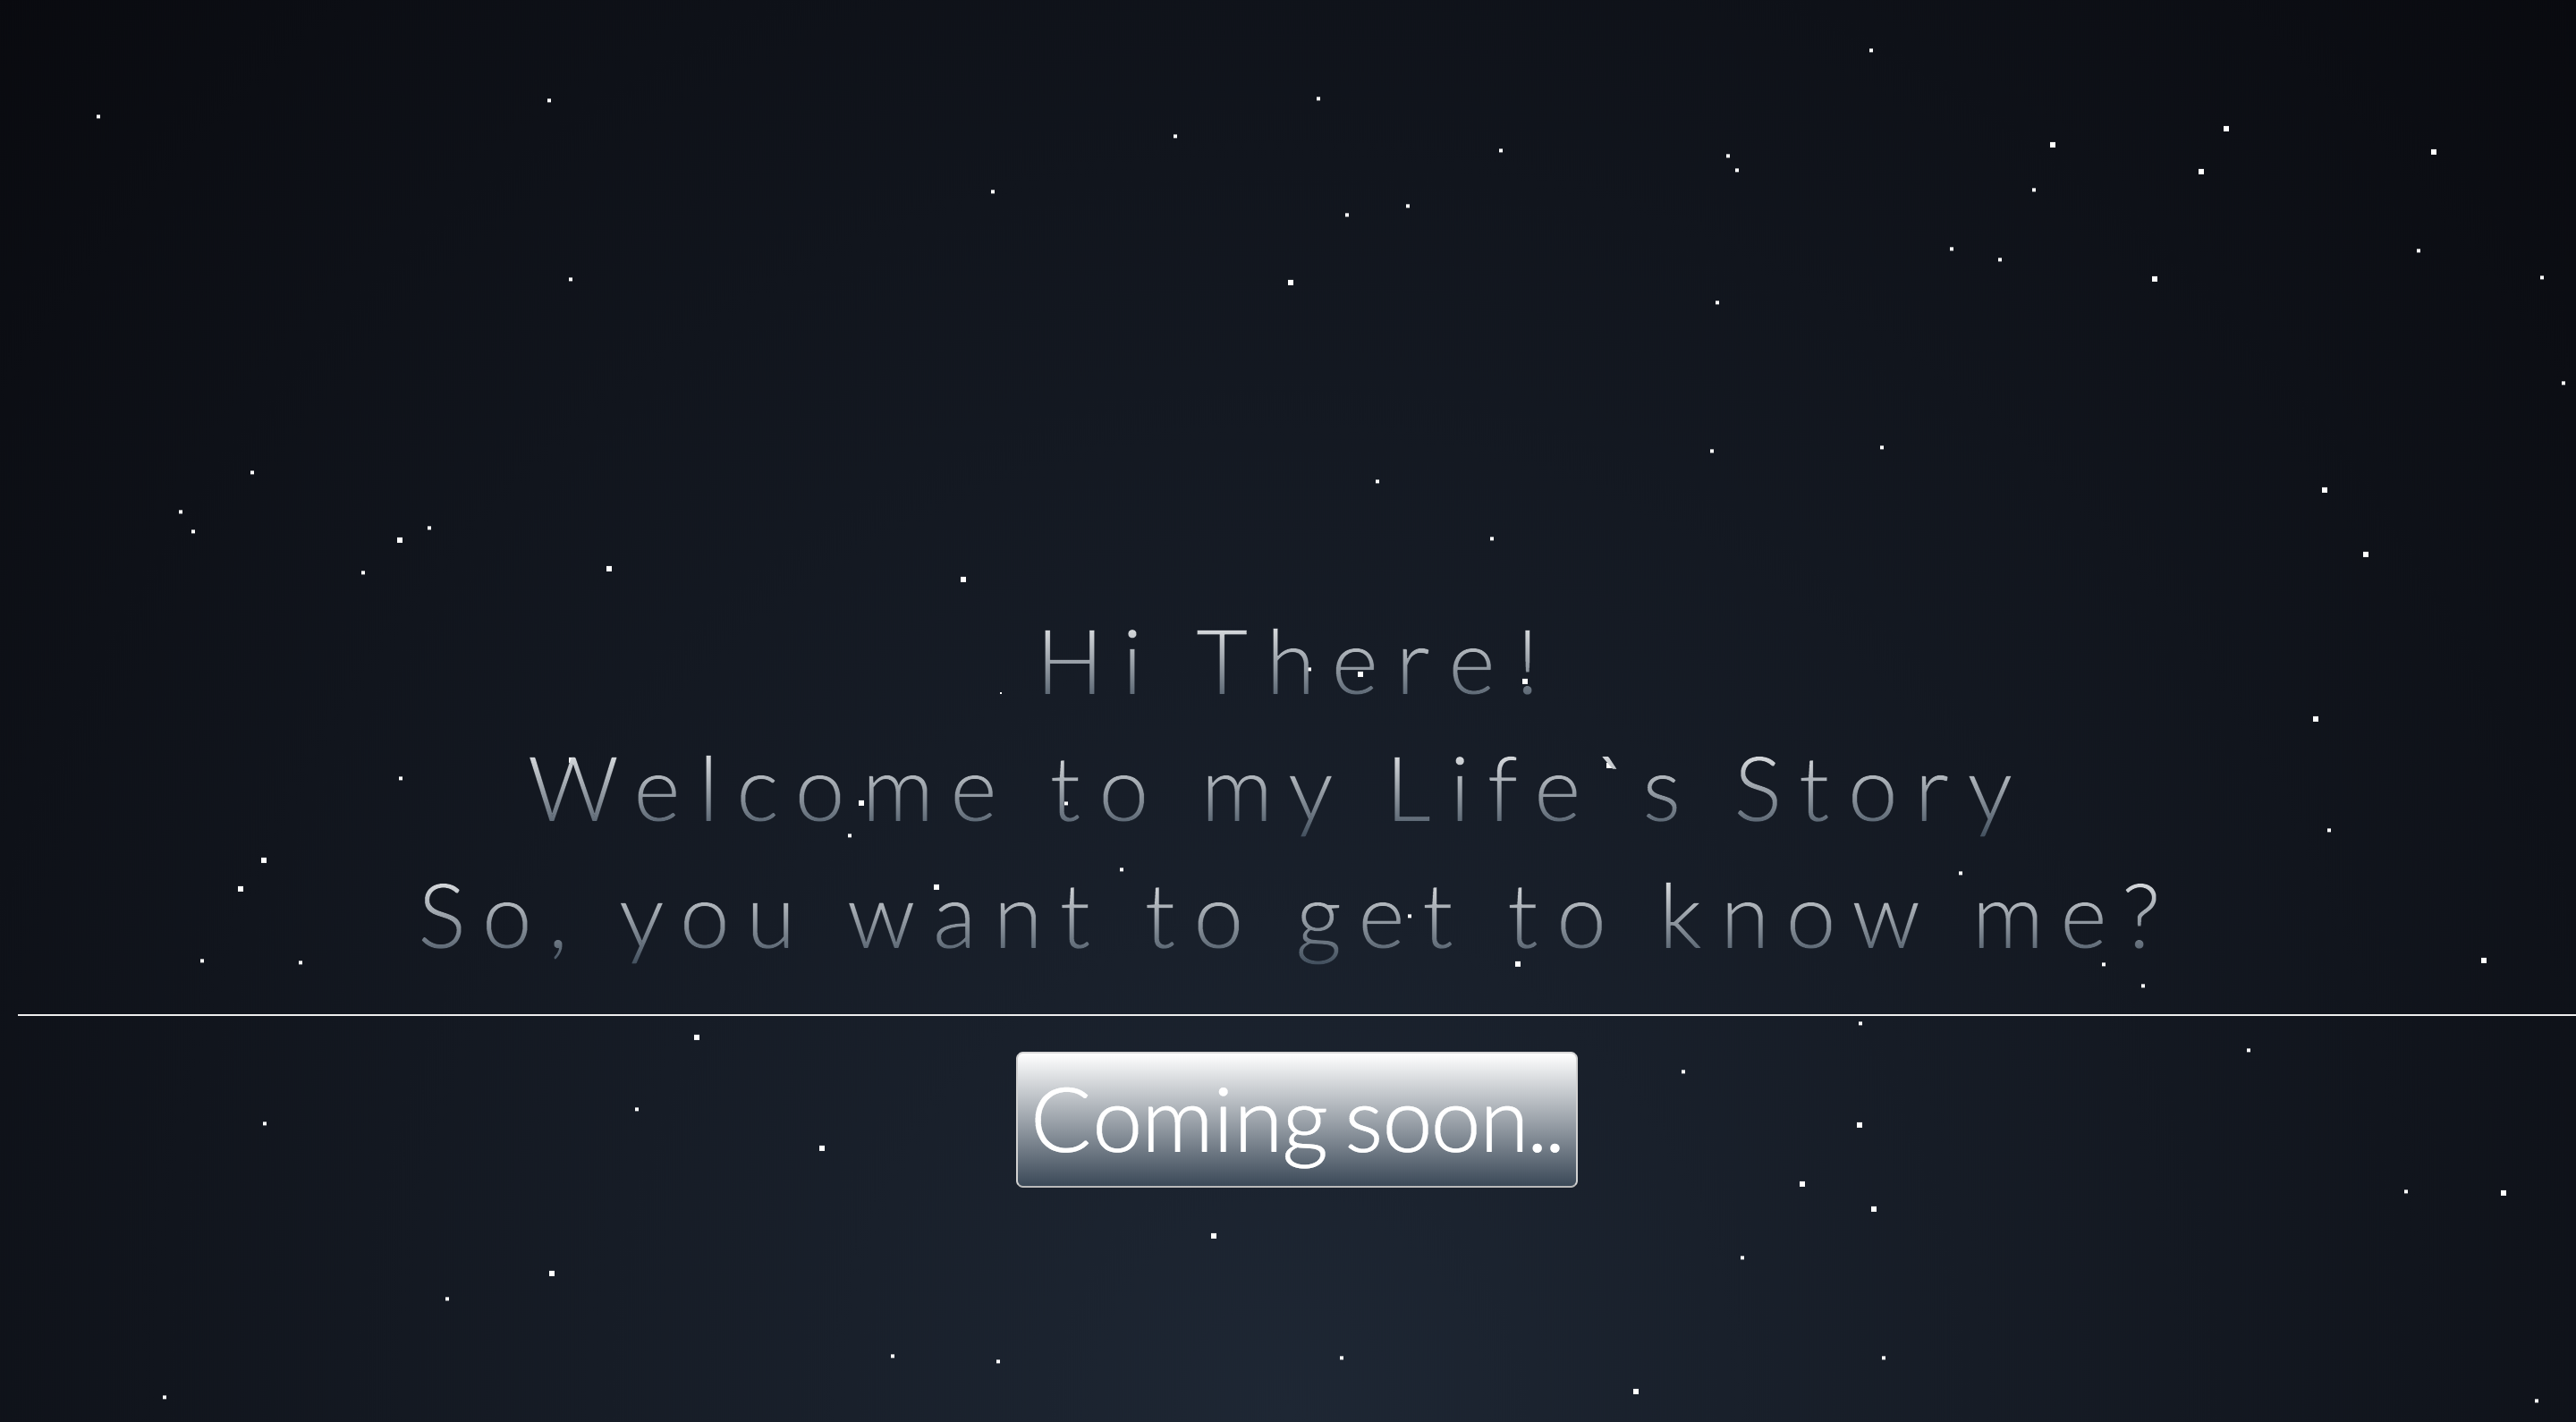 Hi There!
Welcome to my Life`s Story
So, you want to get to know me?
Coming soon..